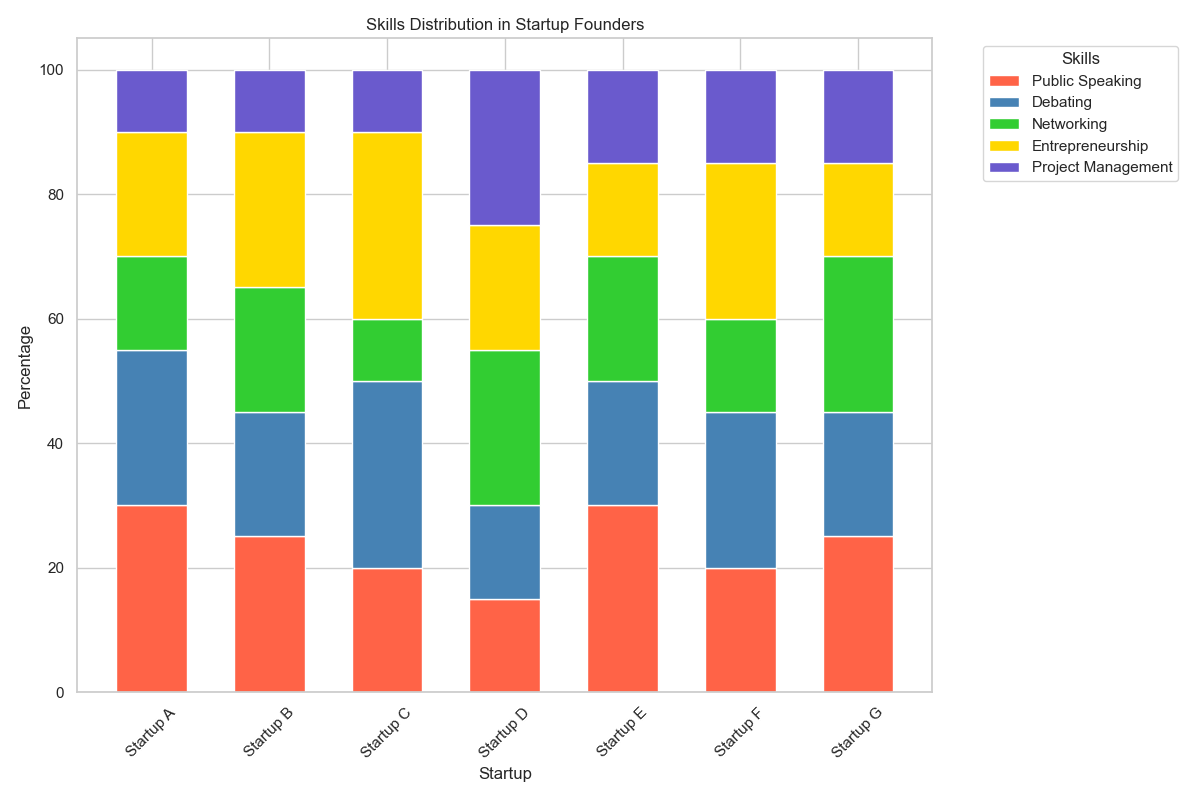 Skills Distribution in Startup Founders
Percentage
100
80
60
40
20
0
Startup A
Startup B
Startup C
Startup D
Startup E
Startup F
Startup G
Startup
Skills
Public Speaking
Debating
Networking
Entrepreneurship
Project Management